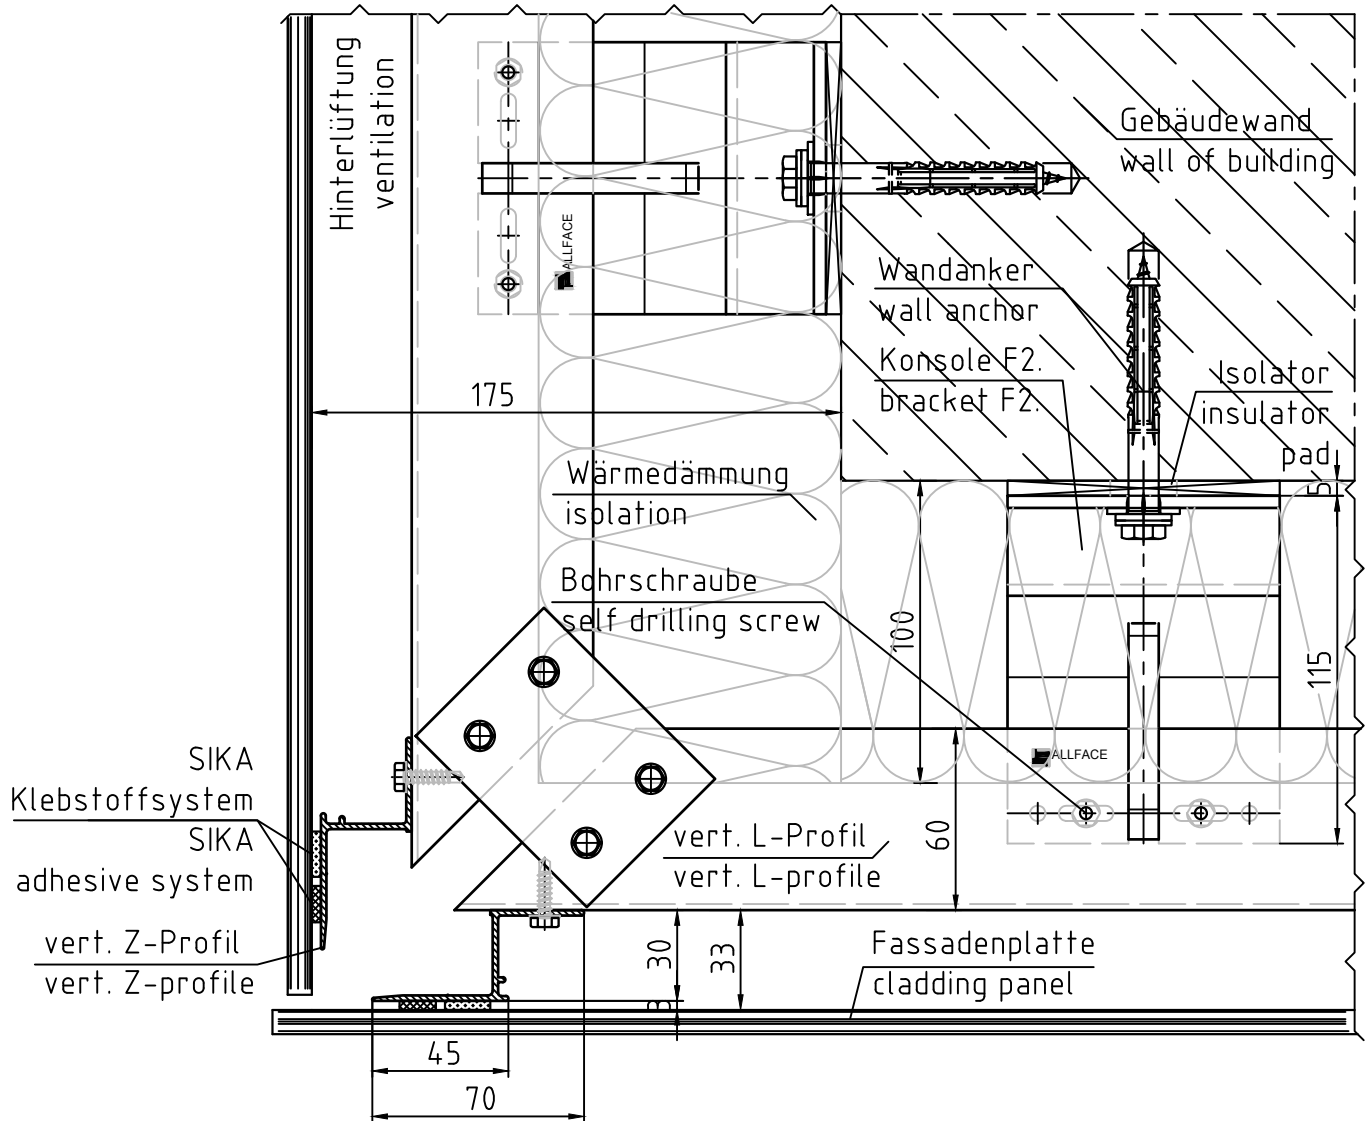 Hinterlüftung
ventilation
Gebäudewand
wall of building
ALLFACE
Wandanker
wall anchor
Konsole F2.
bracket F2.
Isolator
insulator
pad
5
175
Wärmedämmung
isolation
Bohrschraube
self drilling screw
100
115
ALLFACE
SIKA
Klebstoffsystem
SIKA
adhesive system
vert. L-Profil
vert. L-profile
60
vert. Z-Profil
vert. Z-profile
30
33
Fassadenplatte
cladding panel
45
70